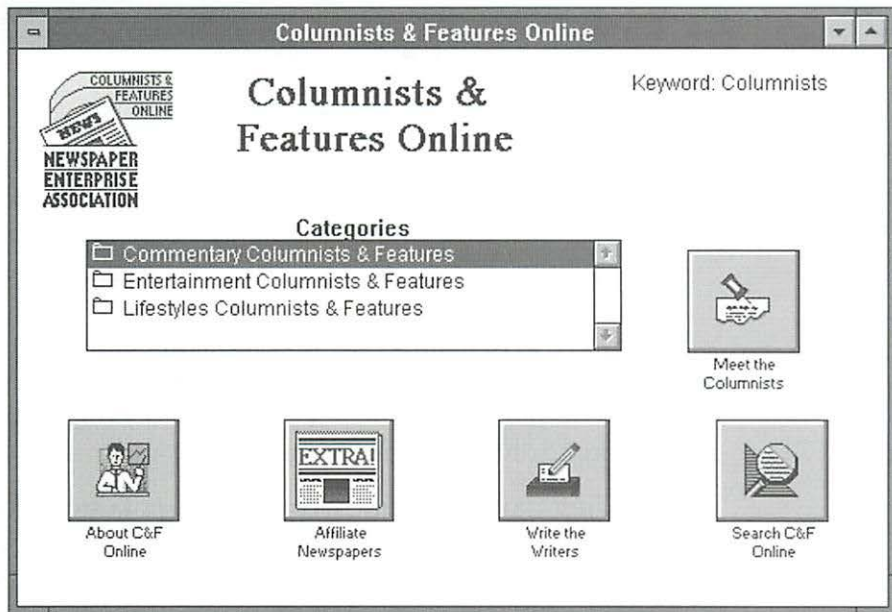 Columnists & Features Online
COLUMNISTS &
FEATURES
ONLINE
NEWS
NEWSPAPER
ENTERPRISE
ASSOCIATION
Columnists &
Features Online
Keyword: Columnists
Categories
Commentary Columnists & Features
Entertainment Columnists & Features
Lifestyles Columnists & Features
Meet the
Columnists
EXTRA!
About C&F
Online
Affiliate
Newspapers
Write the
Writers
Search C&F
Online